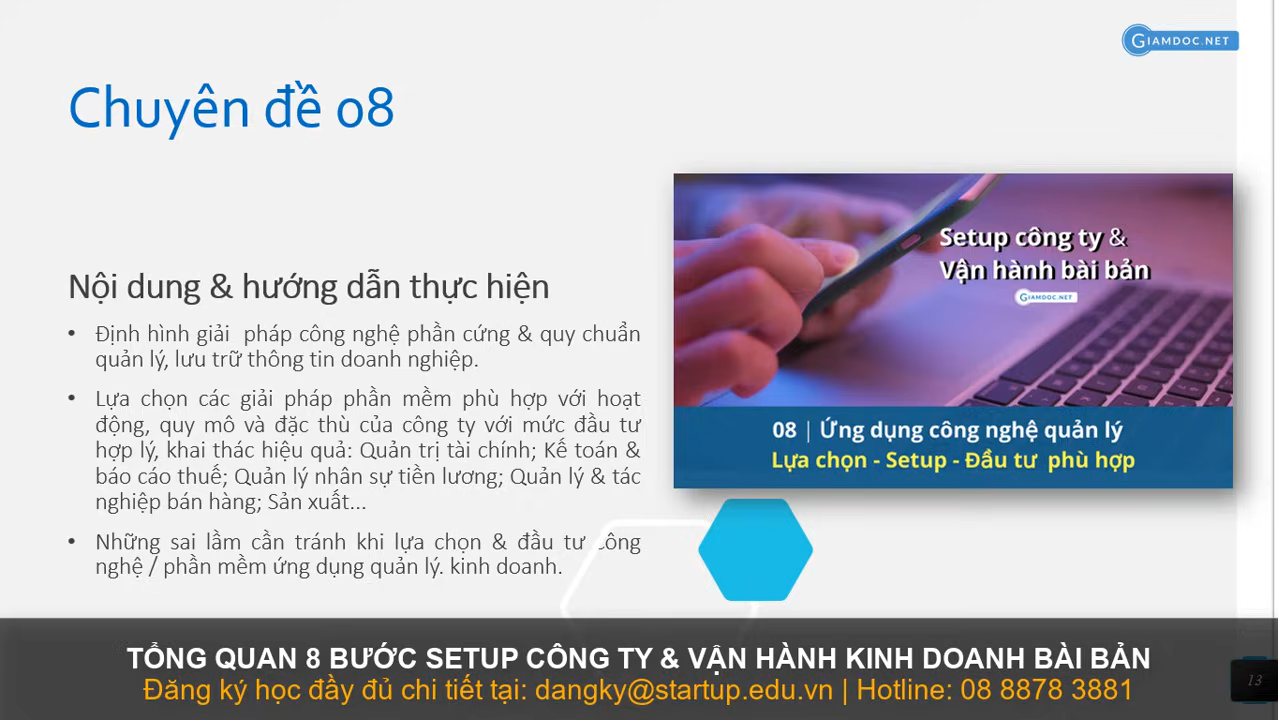 GIAMDOC.NET
Chuyên đề 08
Nội dung & hướng dẫn thực hiện
• Định hình giải pháp công nghệ phần cứng & quy chuẩn
quản lý, lưu trữ thông tin doanh nghiệp.
• Lựa chọn các giải pháp phần mềm phù hợp với hoạt
động, quy mô và đặc thù của công ty với mức đầu tư
hợp lý, khai thác hiệu quả: Quản trị tài chính; Kế toán &
báo cáo thuế; Quản lý nhân sự tiền lương; Quản lý & tác
nghiệp bán hàng; Sản xuất...
• Những sai lầm cần tránh khi lựa chọn & đầu tư công
nghệ / phần mềm ứng dụng quản lý. kinh doanh.
Setup công ty &
Vận hành bài bản
GIAMDOC.NET
08 | Ứng dụng công nghệ quản lý
Lựa chọn - Setup - Đầu tư phù hợp
TỔNG QUAN 8 BƯỚC SETUP CÔNG TY & VẬN HÀNH KINH DOANH BÀI BẢN
Đăng ký học đầy đủ chi tiết tại: dangky@startup.edu.vn | Hotline: 08 8878 3881
13